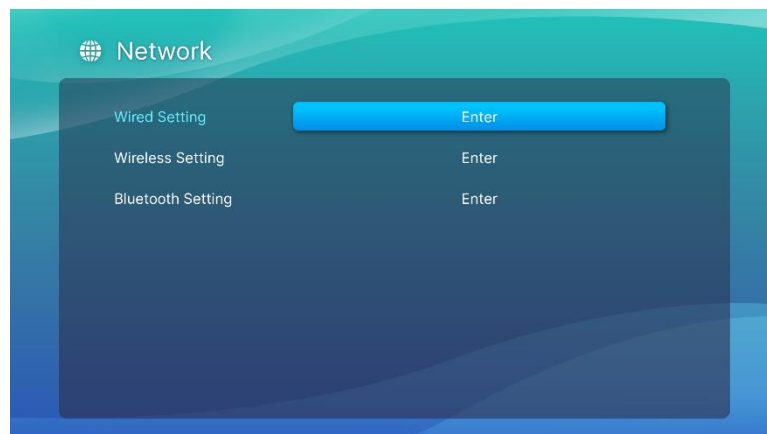 Network
Wired Setting Enter
Wireless Setting Enter
Bluetooth Setting Enter